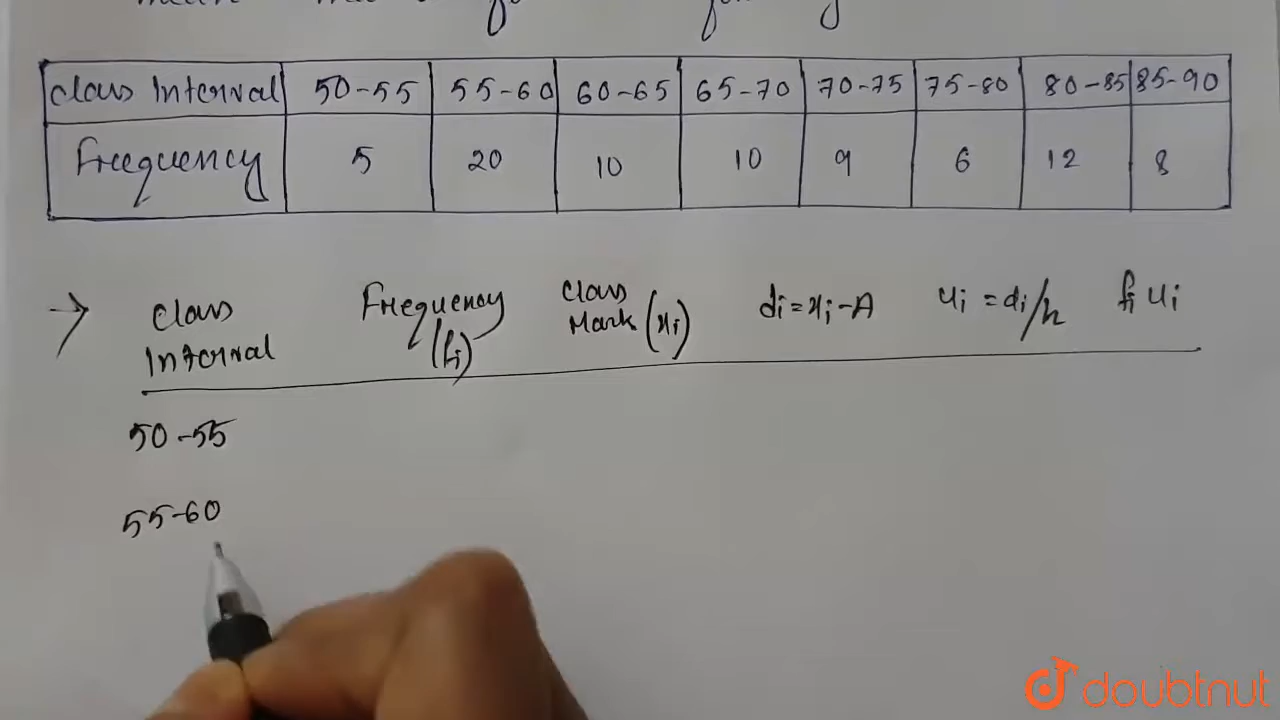 Class Interval 50-55 55-60 60-65 65-70 70-75 75-80 80-85 85-90
Frequency 5 20 10 10 9 6 12 8
→ Class Interval Frequency (fi) Class Mark (xi) di=xi-A ui=di/h fiui
50-55
55-60
doubtnut